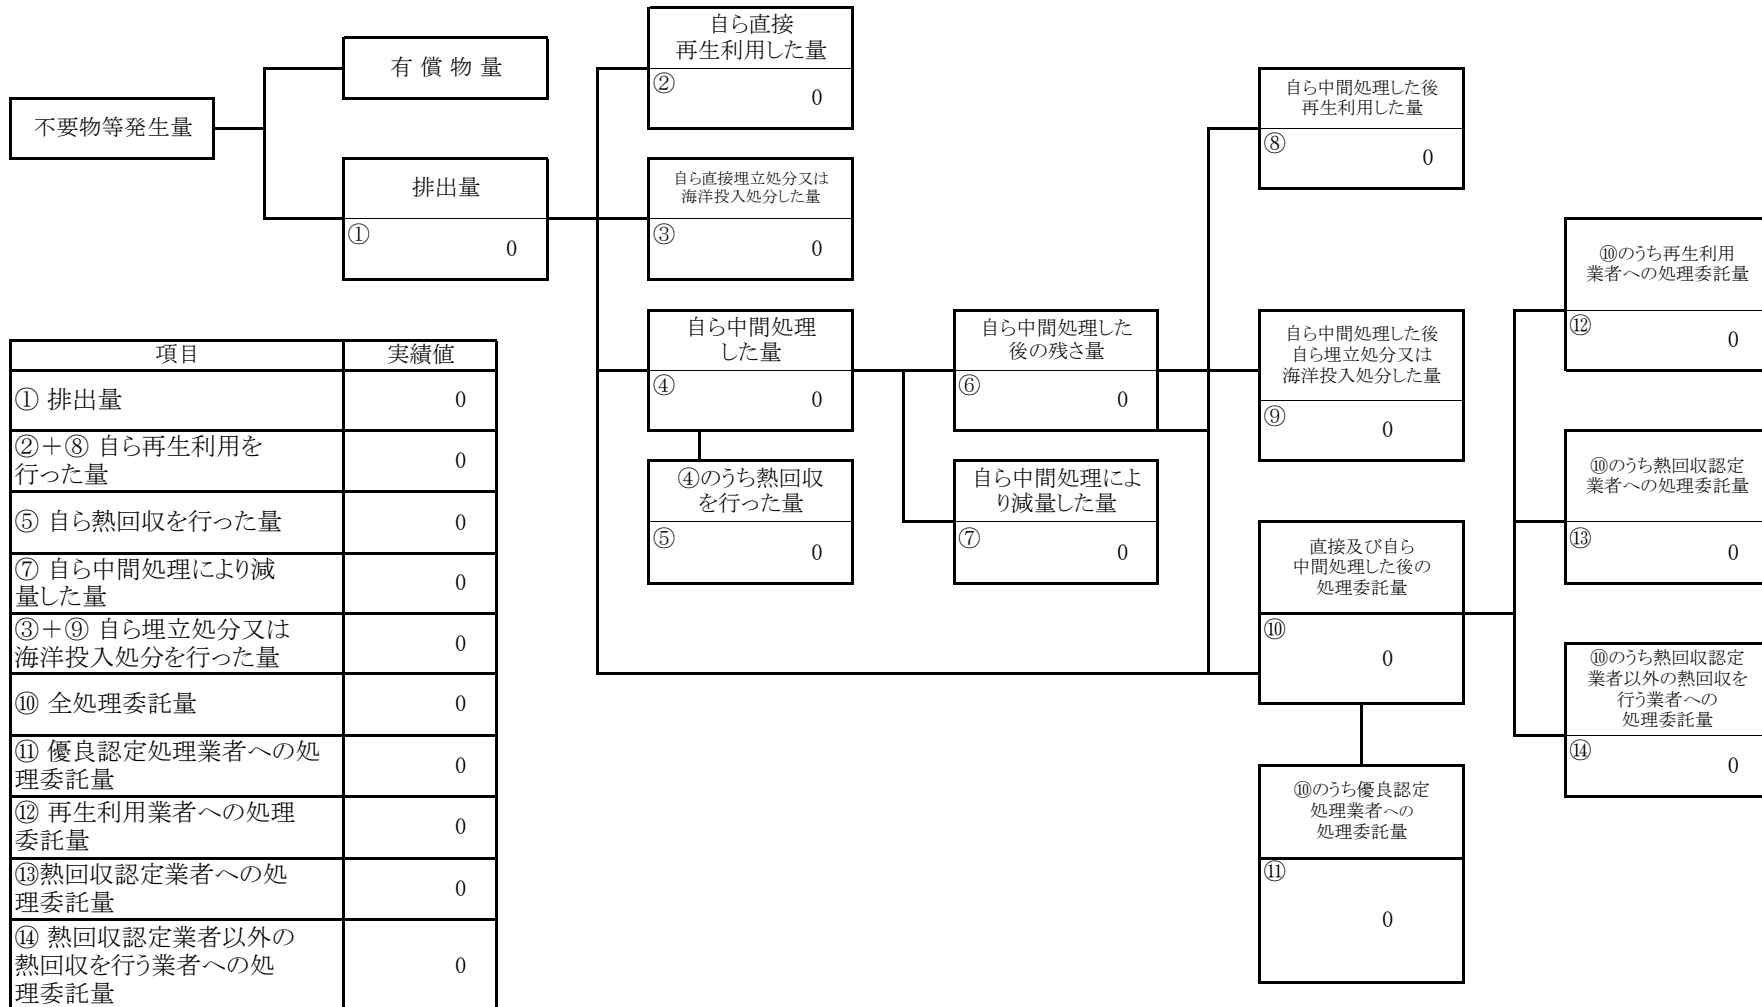 不要物等発生量
有 償 物 量
排出量
①
0
自ら直接
再生利用した量
②
0
自ら直接埋立処分又は
海洋投入処分した量
③
0
自ら中間処理
した量
④
0
④のうち熱回収
を行った量
⑤
0
自ら中間処理した
後の残さ量
⑥
0
自ら中間処理によ
り減量した量
⑦
0
自ら中間処理した後
再生利用した量
⑧
0
自ら中間処理した後
自ら埋立処分又は
海洋投入処分した量
⑨
0
直接及び自ら
中間処理した後の
処理委託量
⑩
0
⑩のうち優良認定
処理業者への
処理委託量
⑪
0
⑩のうち再生利用
業者への処理委託量
⑫
0
⑩のうち熱回収認定
業者への処理委託量
⑬
0
⑩のうち熱回収認定
業者以外の熱回収を
行う業者への
処理委託量
⑭
0
項目 実績値
① 排出量 0
②+⑧ 自ら再生利用を
行った量 0
⑤ 自ら熱回収を行った量 0
⑦ 自ら中間処理により減
量した量 0
③+⑨ 自ら埋立処分又は
海洋投入処分を行った量 0
⑩ 全処理委託量 0
⑪ 優良認定処理業者への処
理委託量 0
⑫ 再生利用業者への処理
委託量 0
⑬熱回収認定業者への処
理委託量 0
⑭ 熱回収認定業者以外の
熱回収を行う業者への処
理委託量 0